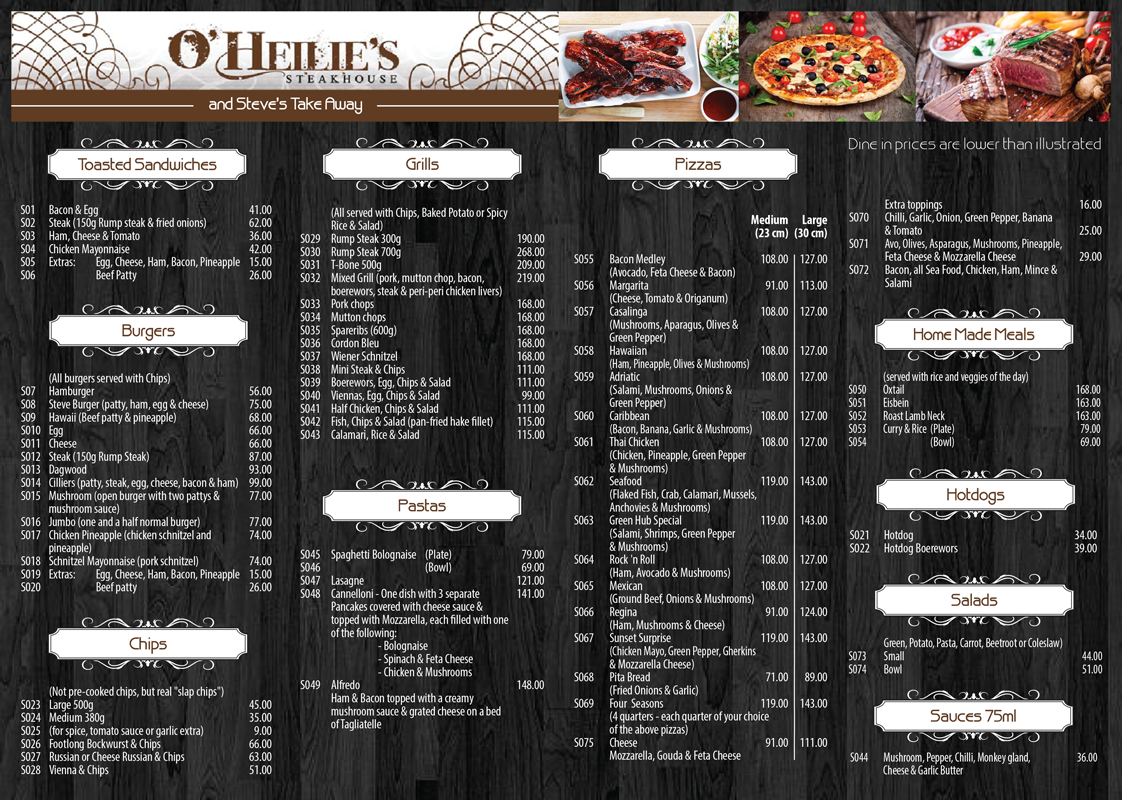 O'HEILIE'S
STEAKHOUSE
and Steve's Take Away
Toasted Sandwiches
S01 Bacon & Egg 41.00
S02 Steak (150g Rump steak & fried onions) 62.00
S03 Ham, Cheese & Tomato 36.00
S04 Chicken Mayonnaise 42.00
S05 Extras: Egg, Cheese, Ham, Bacon, Pineapple 15.00
S06 Beef Patty 26.00
Burgers
(All burgers served with Chips)
S07 Hamburger 56.00
S08 Steve Burger (patty, ham, egg & cheese) 75.00
S09 Hawaii (Beef patty & pineapple) 68.00
S010 Egg 66.00
S011 Cheese 66.00
S012 Steak (150g Rump Steak) 87.00
S013 Dagwood 93.00
S014 Cilliers (patty, steak, egg, cheese, bacon & ham) 99.00
S015 Mushroom (open burger with two pattys & 77.00
mushroom sauce)
S016 Jumbo (one and a half normal burger) 77.00
S017 Chicken Pineapple (chicken schnitzel and 74.00
pineapple)
S018 Schnitzel Mayonnaise (pork schnitzel) 74.00
S019 Extras: Egg, Cheese, Ham, Bacon, Pineapple 15.00
S020 Beef patty 26.00
Chips
(Not pre-cooked chips, but real "slap chips")
S023 Large 500g 45.00
S024 Medium 380g 35.00
S025 (for spice, tomato sauce or garlic extra) 9.00
S026 Footlong Bockwurst & Chips 66.00
S027 Russian or Cheese Russian & Chips 63.00
S028 Vienna & Chips 51.00
Grills
(All served with Chips, Baked Potato or Spicy
Rice & Salad)
S029 Rump Steak 300g 190.00
S030 Rump Steak 700g 268.00
S031 T-Bone 500g 209.00
S032 Mixed Grill (pork, mutton chop, bacon, 219.00
boerewors, steak & peri-peri chicken livers)
S033 Pork chops 168.00
S034 Mutton chops 168.00
S035 Spareribs (600g) 168.00
S036 Cordon Bleu 168.00
S037 Wiener Schnitzel 168.00
S038 Mini Steak & Chips 111.00
S039 Boerewors, Egg, Chips & Salad 111.00
S040 Viennas, Egg, Chips & Salad 99.00
S041 Half Chicken, Chips & Salad 111.00
S042 Fish, Chips & Salad (pan-fried hake fillet) 115.00
S043 Calamari, Rice & Salad 115.00
Pastas
S045 Spaghetti Bolognaise (Plate) 79.00
S046 (Bowl) 69.00
S047 Lasagne 121.00
S048 Cannelloni - One dish with 3 separate 141.00
Pancakes covered with cheese sauce &
topped with Mozzarella, each filled with one
of the following:
- Bolognaise
- Spinach & Feta Cheese
- Chicken & Mushrooms
S049 Alfredo 148.00
Ham & Bacon topped with a creamy
mushroom sauce & grated cheese on a bed
of Tagliatelle
Pizzas
Medium Large
(23 cm) (30 cm)
S055 Bacon Medley 108.00 127.00
(Avocado, Feta Cheese & Bacon)
S056 Margarita 91.00 113.00
(Cheese, Tomato & Origanum)
S057 Casalinga 108.00 127.00
(Mushrooms, Aparagus, Olives &
Green Pepper)
S058 Hawaiian 108.00 127.00
(Ham, Pineapple, Olives & Mushrooms)
S059 Adriatic 108.00 127.00
(Salami, Mushrooms, Onions &
Green Pepper)
S060 Caribbean 108.00 127.00
(Bacon, Banana, Garlic & Mushrooms)
S061 Thai Chicken 108.00 127.00
(Chicken, Pineapple, Green Pepper
& Mushrooms)
S062 Seafood 119.00 143.00
(Flaked Fish, Crab, Calamari, Mussels,
Anchovies & Mushrooms)
S063 Green Hub Special 119.00 143.00
(Salami, Shrimps, Green Pepper
& Mushrooms)
S064 Rock 'n Roll 108.00 127.00
(Ham, Avocado & Mushrooms)
S065 Mexican 108.00 127.00
(Ground Beef, Onions & Mushrooms)
S066 Regina 91.00 124.00
(Ham, Mushrooms & Cheese)
S067 Sunset Surprise 119.00 143.00
(Chicken Mayo, Green Pepper, Gherkins
& Mozzarella Cheese)
S068 Pita Bread 71.00 89.00
(Fried Onions & Garlic)
S069 Four Seasons 119.00 143.00
(4 quarters - each quarter of your choice
of the above pizzas)
S075 Cheese 91.00 111.00
Mozzarella, Gouda & Feta Cheese
Dine in prices are lower than illustrated
Extra toppings 16.00
S070 Chilli, Garlic, Onion, Green Pepper, Banana
& Tomato 25.00
S071 Avo, Olives, Asparagus, Mushrooms, Pineapple,
Feta Cheese & Mozzarella Cheese 29.00
S072 Bacon, all Sea Food, Chicken, Ham, Mince &
Salami
Home Made Meals
(served with rice and veggies of the day)
S050 Oxtail 168.00
S051 Eisbein 163.00
S052 Roast Lamb Neck 163.00
S053 Curry & Rice (Plate) 79.00
S054 (Bowl) 69.00
Hotdogs
S021 Hotdog 34.00
S022 Hotdog Boerewors 39.00
Salads
Green, Potato, Pasta, Carrot, Beetroot or Coleslaw)
S073 Small 44.00
S074 Bowl 51.00
Sauces 75ml
S044 Mushroom, Pepper, Chilli, Monkey gland, 36.00
Cheese & Garlic Butter